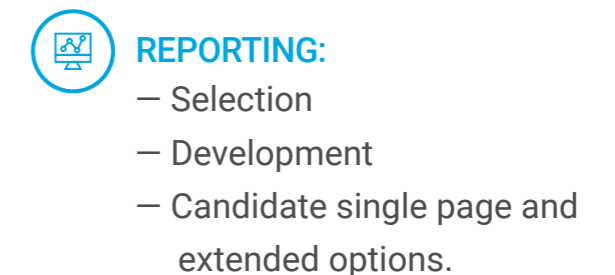 REPORTING:
— Selection
— Development
— Candidate single page and
extended options.